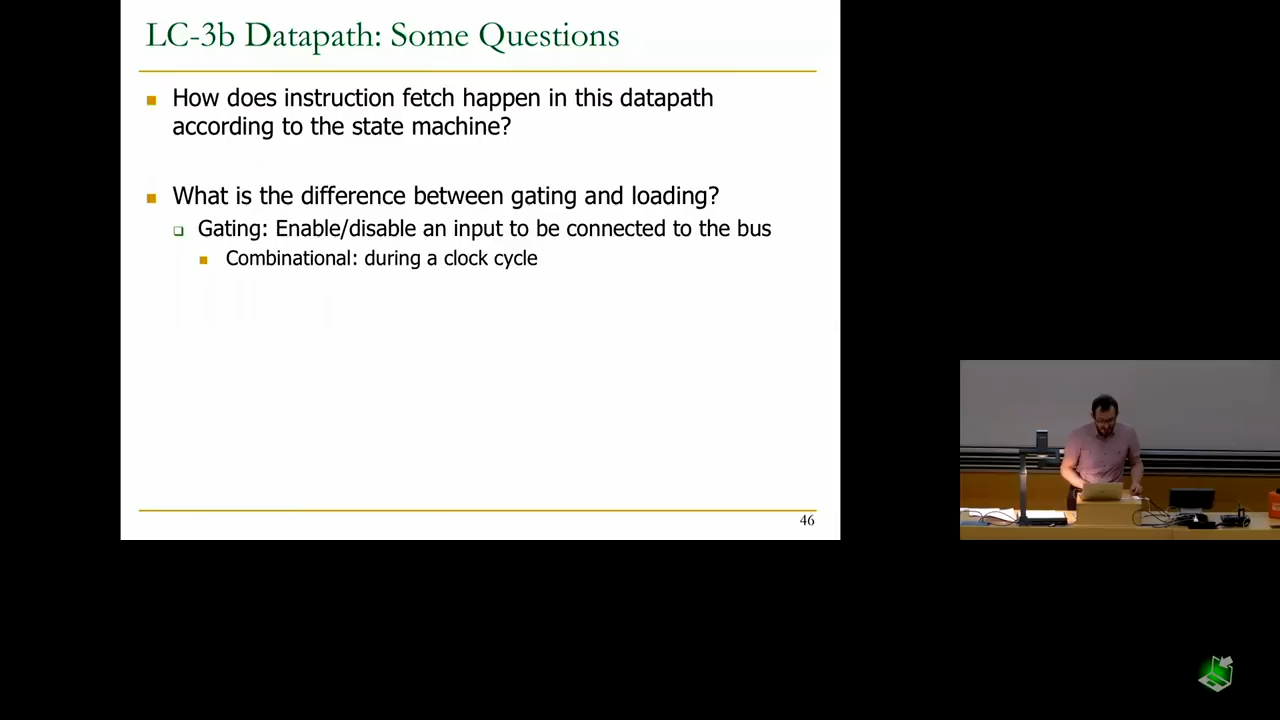 LC-3b Datapath: Some Questions
How does instruction fetch happen in this datapath
according to the state machine?
What is the difference between gating and loading?
Gating: Enable/disable an input to be connected to the bus
Combinational: during a clock cycle
46